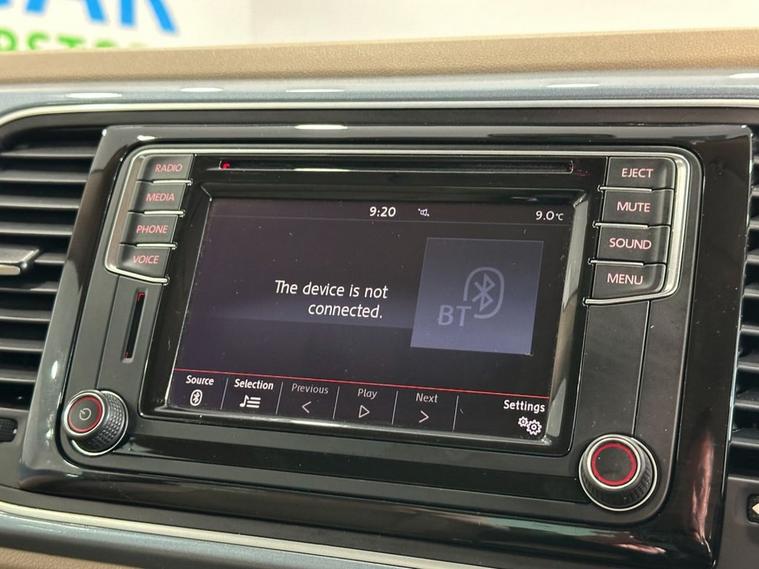 CAR
RADIO
MEDIA
PHONE
VOICE
EJECT
MUTE
SOUND
MENU
9:20
9.0°C
The device is not
connected.
BT
Source
Selection
Previous
Play
Next
Settings